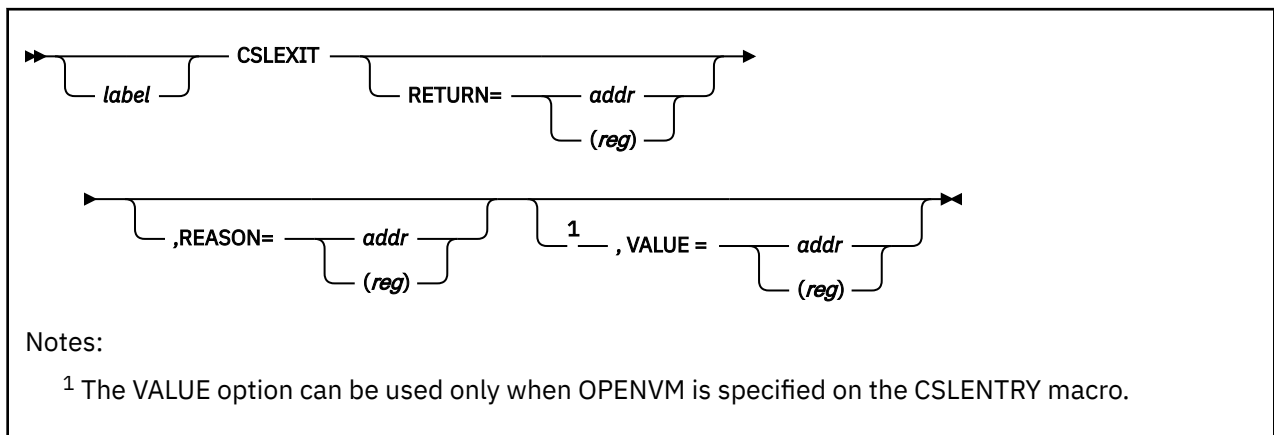 CSLEXIT
label RETURN= addr
(reg)
,REASON= addr 1 , VALUE = addr
(reg) (reg)
Notes:
1 The VALUE option can be used only when OPENVM is specified on the CSLENTRY macro.